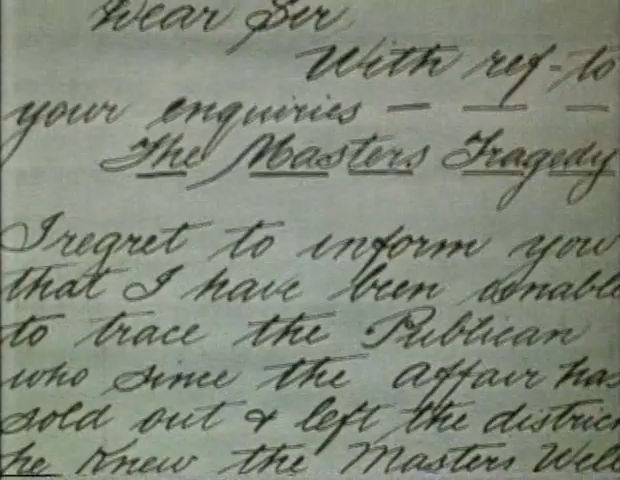 Dear Sir
With ref - to
your enquiries — — —
The Masters Tragedy
I regret to inform you
that I have been unable
to trace the Publican
who since the affair has
sold out & left the distric
he knew the Masters Well